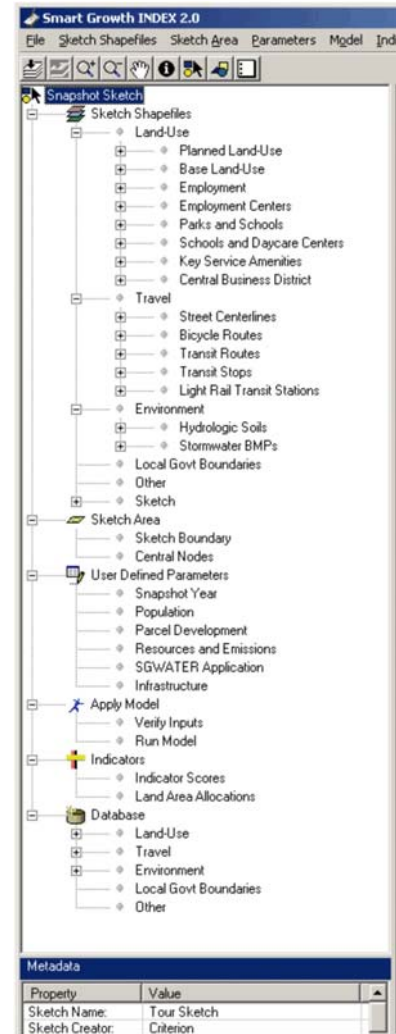 Smart Growth INDEX 2.0
File Sketch Shapefiles Sketch Area Parameters Model Ind
Snapshot Sketch
Sketch Shapefiles
Land-Use
Planned Land-Use
Base Land-Use
Employment
Employment Centers
Parks and Schools
Schools and Daycare Centers
Key Service Amenities
Central Business District
Travel
Street Centerlines
Bicycle Routes
Transit Routes
Transit Stops
Light Rail Transit Stations
Environment
Hydrologic Soils
Stormwater BMPs
Local Govt Boundaries
Other
Sketch
Sketch Area
Sketch Boundary
Central Nodes
User Defined Parameters
Snapshot Year
Population
Parcel Development
Resources and Emissions
SGWATER Application
Infrastructure
Apply Model
Verify Inputs
Run Model
Indicators
Indicator Scores
Land Area Allocations
Database
Land-Use
Travel
Environment
Local Govt Boundaries
Other
Metadata
Property Value
Sketch Name: Tour Sketch
Sketch Creator: Criterion